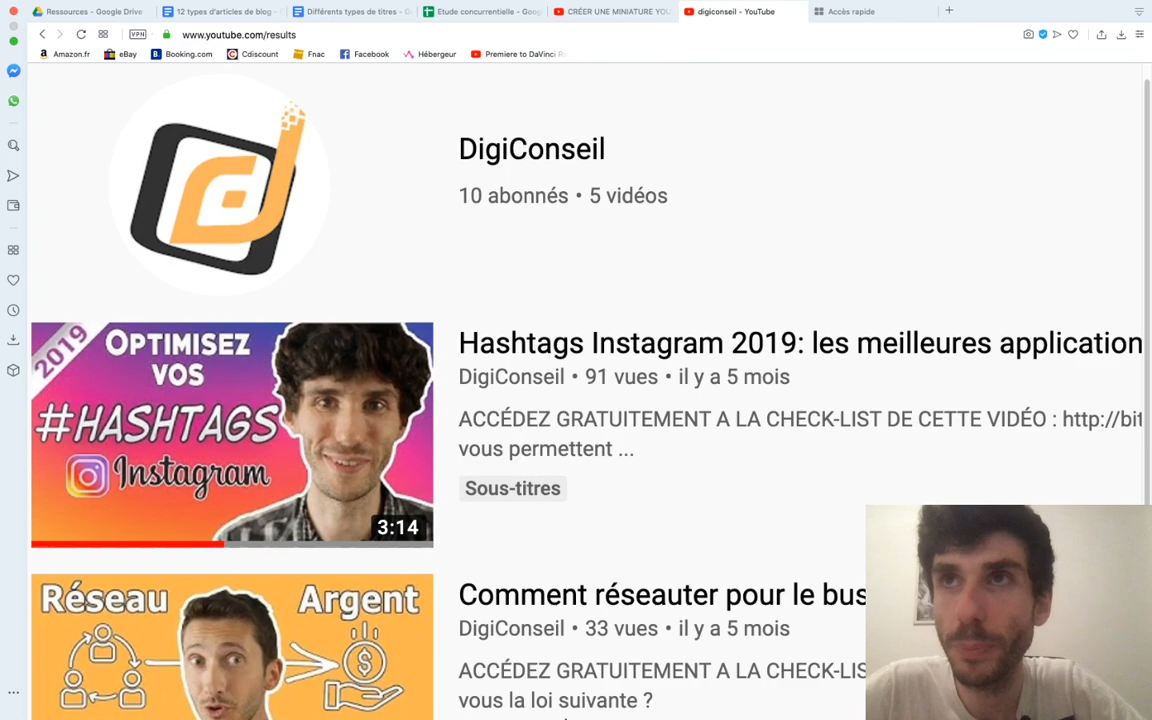 Ressources - Google Drive
12 types d'articles de blog -
Différents types de titres - G
Etude concurrentielle - Goog
CRÉER UNE MINIATURE YOU
digiconseil - YouTube
Accès rapide
VPN
www.youtube.com/results
Amazon.fr
eBay
Booking.com
Cdiscount
Fnac
Facebook
Hébergeur
Premiere to DaVinci R
DigiConseil
10 abonnés • 5 vidéos
2019
OPTIMISEZ
VOS
#HASHTAGS
Instagram
3:14
Hashtags Instagram 2019: les meilleures application
DigiConseil • 91 vues • il y a 5 mois
ACCÉDEZ GRATUITEMENT A LA CHECK-LIST DE CETTE VIDÉO : http://bit
vous permettent ...
Sous-titres
Réseau
Argent
Comment réseauter pour le bus
DigiConseil • 33 vues • il y a 5 mois
ACCÉDEZ GRATUITEMENT A LA CHECK-LIS
vous la loi suivante ?